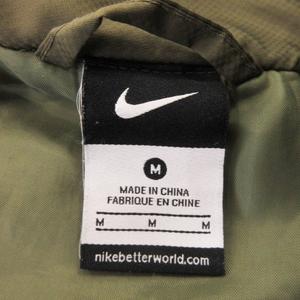 M
MADE IN CHINA
FABRIQUE EN CHINE
M M M
nikebetterworld.com